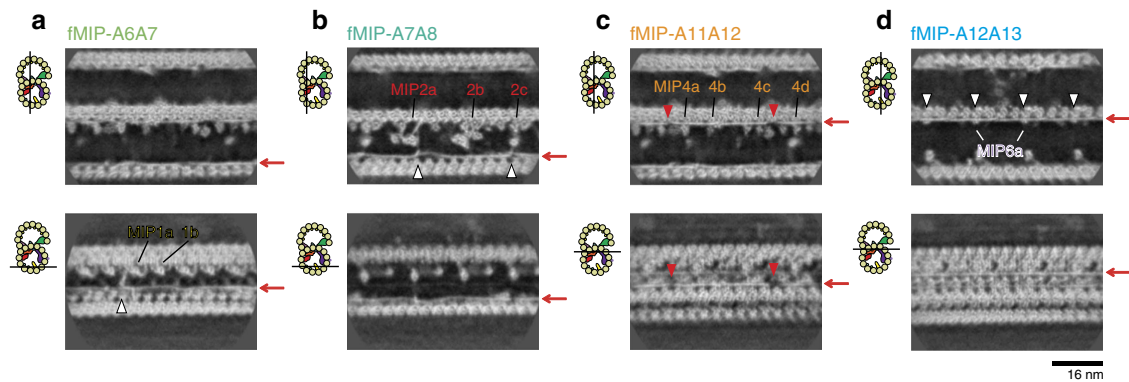 a b c d
fMIP-A6A7 fMIP-A7A8 fMIP-A11A12 fMIP-A12A13
MIP2a 2b 2c MIP4a 4b 4c 4d
MIP6a
MIP1a 1b
16 nm